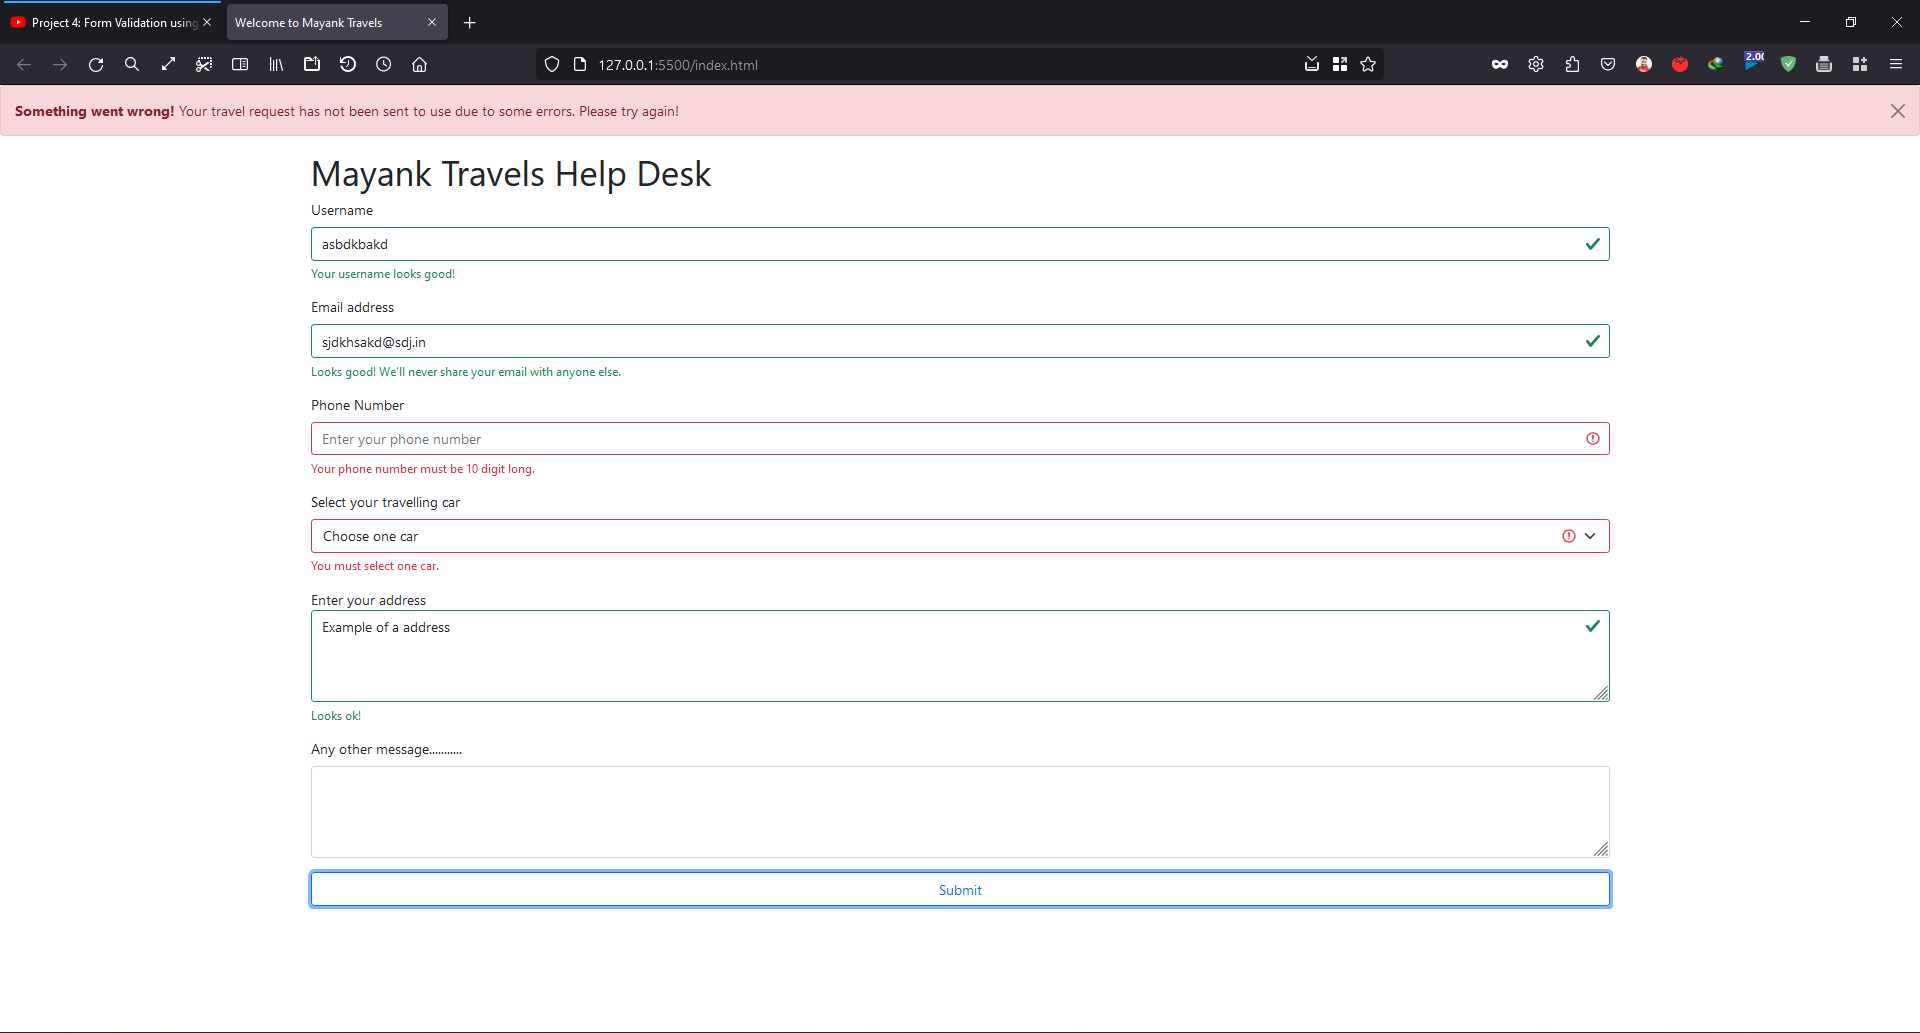 Project 4: Form Validation using
Welcome to Mayank Travels
127.0.0.1:5500/index.html
2.0
Something went wrong! Your travel request has not been sent to use due to some errors. Please try again!
Mayank Travels Help Desk
Username
asbdkbakd
Your username looks good!
Email address
sjdkhsakd@sdj.in
Looks good! We'll never share your email with anyone else.
Phone Number
Enter your phone number
Your phone number must be 10 digit long.
Select your travelling car
Choose one car
You must select one car.
Enter your address
Example of a address
Looks ok!
Any other message...........
Submit